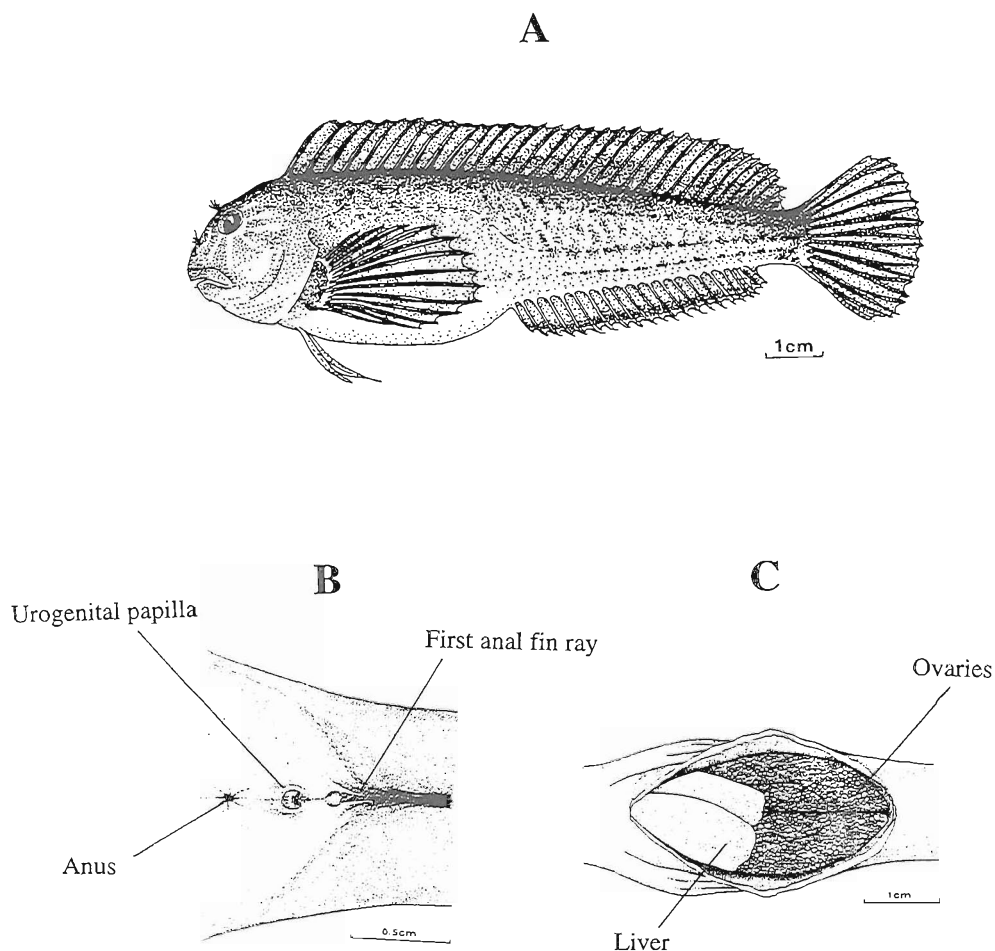 A
1cm
B
C
Urogenital papilla
First anal fin ray
Ovaries
Anus
0.5cm
1cm
Liver